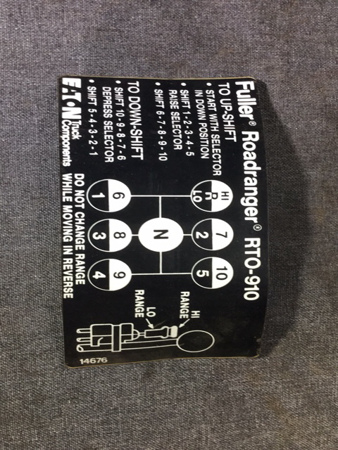 Fuller® Roadranger® RTO-910
TO UP-SHIFT
• START WITH SELECTOR
IN DOWN POSITION
• SHIFT 1-2-3-4-5
RAISE SELECTOR
• SHIFT 6-7-8-9-10
TO DOWN-SHIFT
• SHIFT 10-9-8-7-6
DEPRESS SELECTOR
• SHIFT 5-4-3-2-1
EATON Truck
Components
HI
R
LO
7
2
10
5
N
6
1
8
3
9
4
HI
RANGE
LO
RANGE
DO NOT CHANGE RANGE
WHILE MOVING IN REVERSE
14676